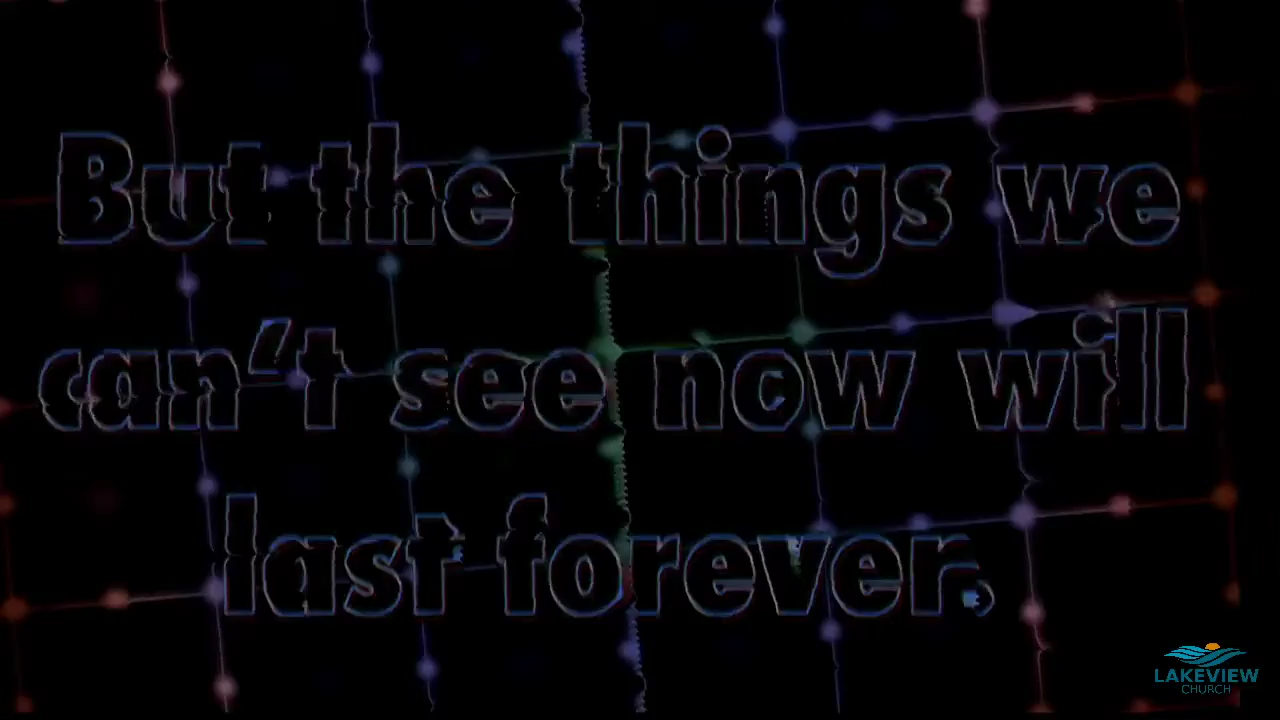 But the things we
can't see now will
last forever.
LAKEVIEW
CHURCH